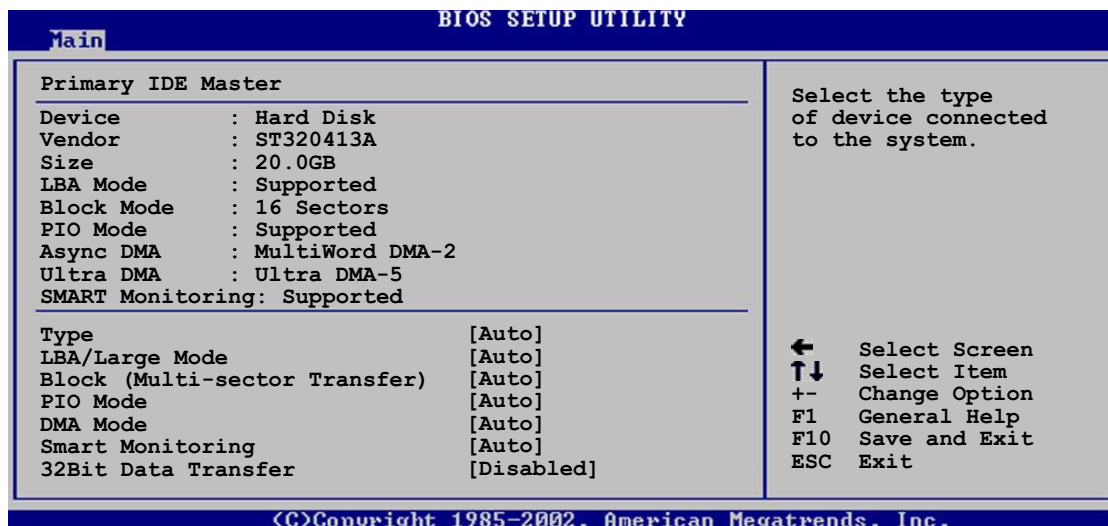 BIOS SETUP UTILITY
Main
Primary IDE Master
Device : Hard Disk
Vendor : ST320413A
Size : 20.0GB
LBA Mode : Supported
Block Mode : 16 Sectors
PIO Mode : Supported
Async DMA : MultiWord DMA-2
Ultra DMA : Ultra DMA-5
SMART Monitoring: Supported
Type [Auto]
LBA/Large Mode [Auto]
Block (Multi-sector Transfer) [Auto]
PIO Mode [Auto]
DMA Mode [Auto]
Smart Monitoring [Auto]
32Bit Data Transfer [Disabled]
Select the type
of device connected
to the system.
← Select Screen
↑↓ Select Item
+- Change Option
F1 General Help
F10 Save and Exit
ESC Exit
(C)Copyright 1985-2002, American Megatrends, Inc.